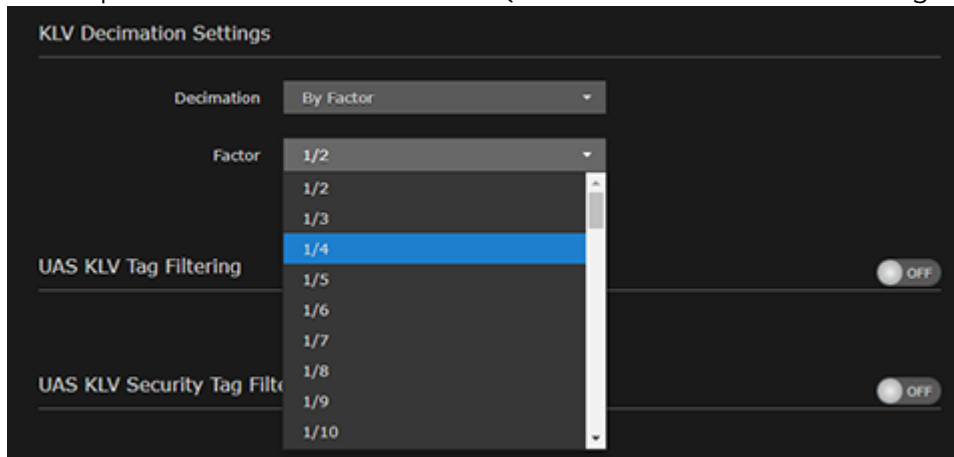 KLV Decimation Settings
Decimation By Factor
Factor 1/2
1/2
1/3
1/4
UAS KLV Tag Filtering OFF
1/5
1/6
1/7
1/8
UAS KLV Security Tag Filt OFF
1/9
1/10